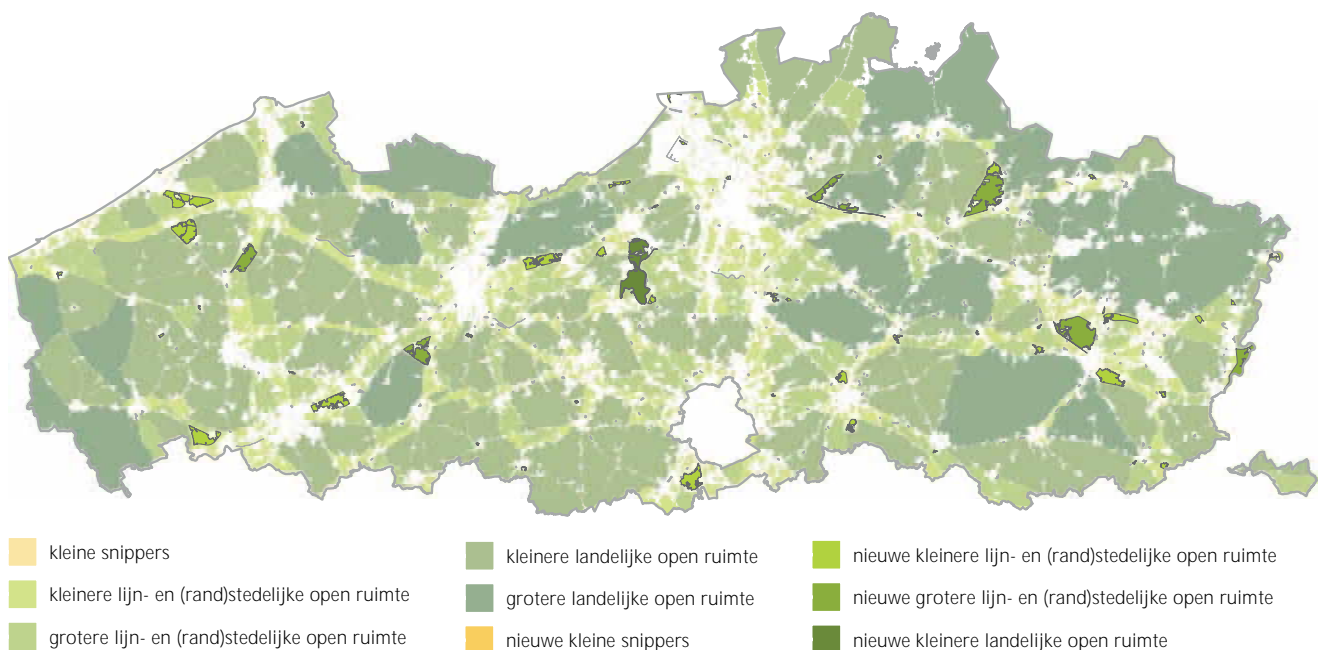 kleine snippers
kleinere lijn- en (rand)stedelijke open ruimte
grotere lijn- en (rand)stedelijke open ruimte
kleinere landelijke open ruimte
grotere landelijke open ruimte
nieuwe kleine snippers
nieuwe kleinere lijn- en (rand)stedelijke open ruimte
nieuwe grotere lijn- en (rand)stedelijke open ruimte
nieuwe kleinere landelijke open ruimte